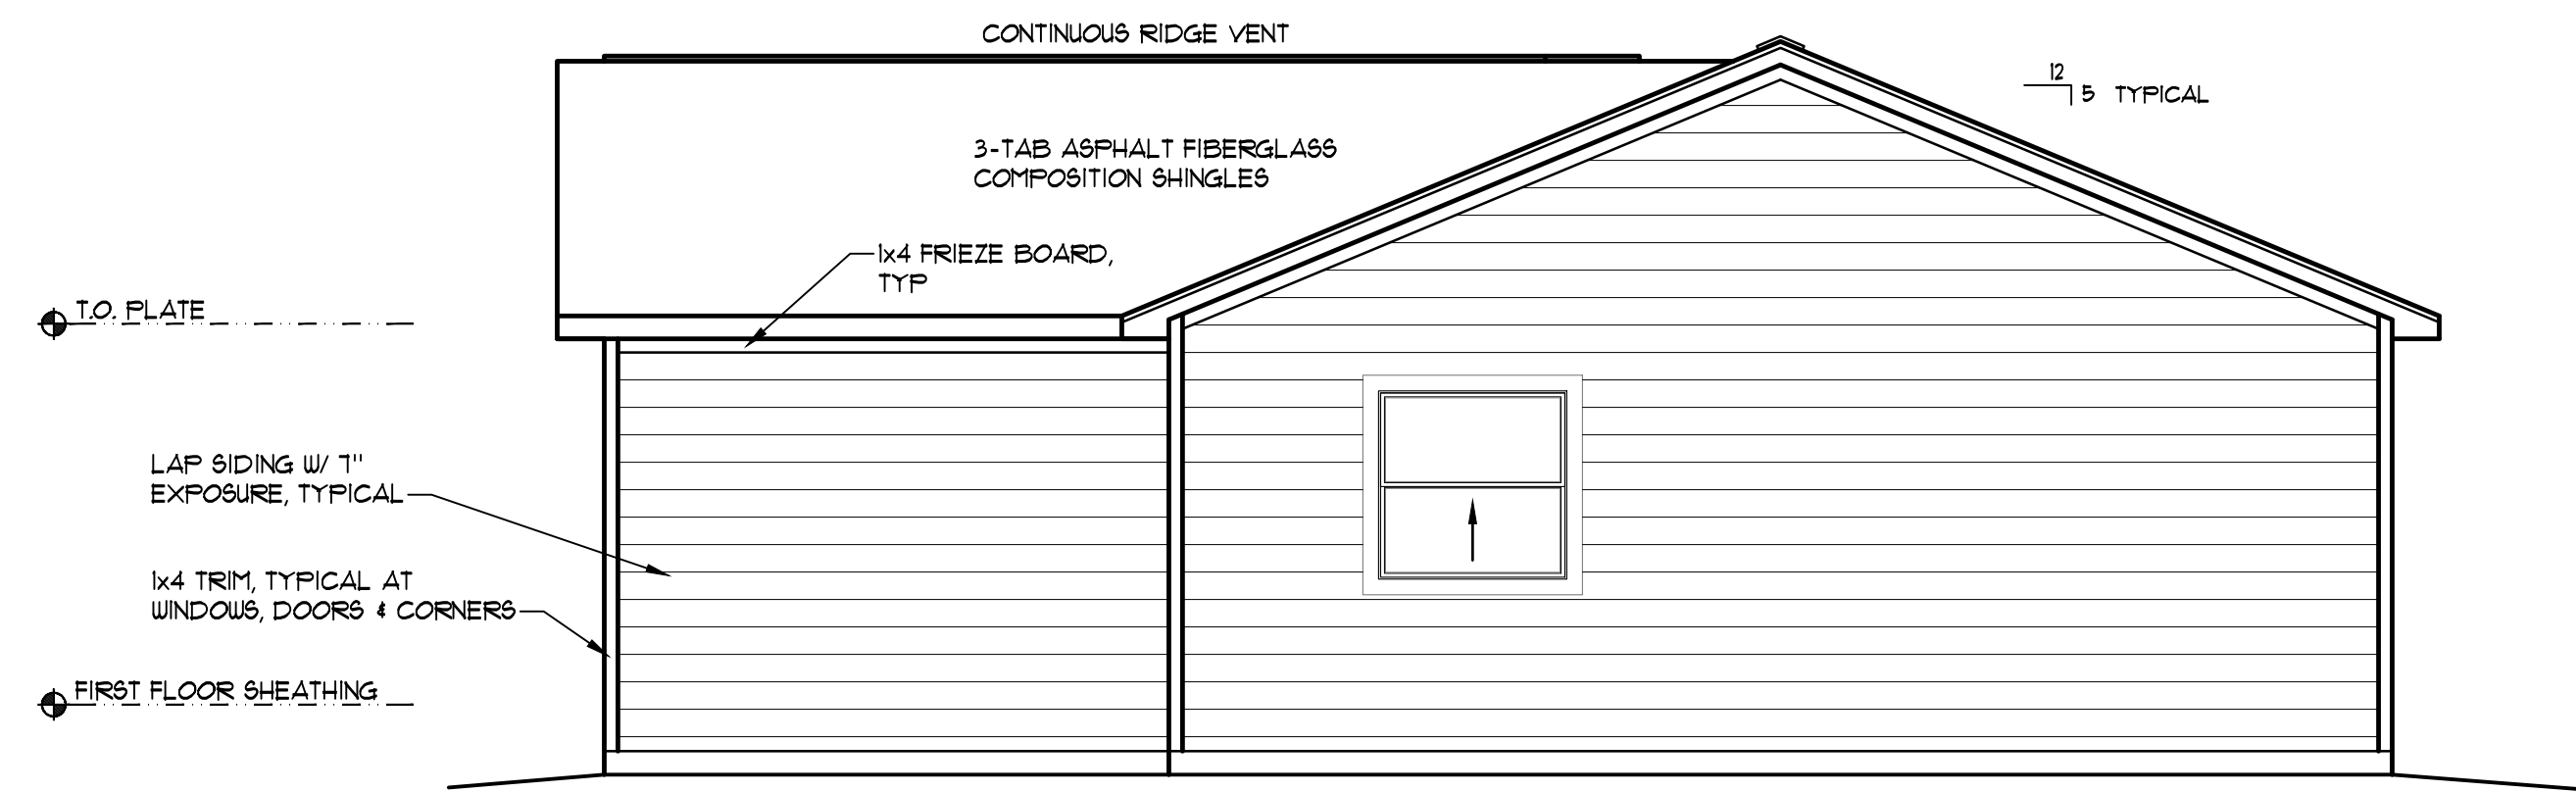 CONTINUOUS RIDGE VENT
12
5 TYPICAL
3-TAB ASPHALT FIBERGLASS
COMPOSITION SHINGLES
1x4 FRIEZE BOARD,
TYP
T.O. PLATE
LAP SIDING W/ 7"
EXPOSURE, TYPICAL
1x4 TRIM, TYPICAL AT
WINDOWS, DOORS & CORNERS
FIRST FLOOR SHEATHING